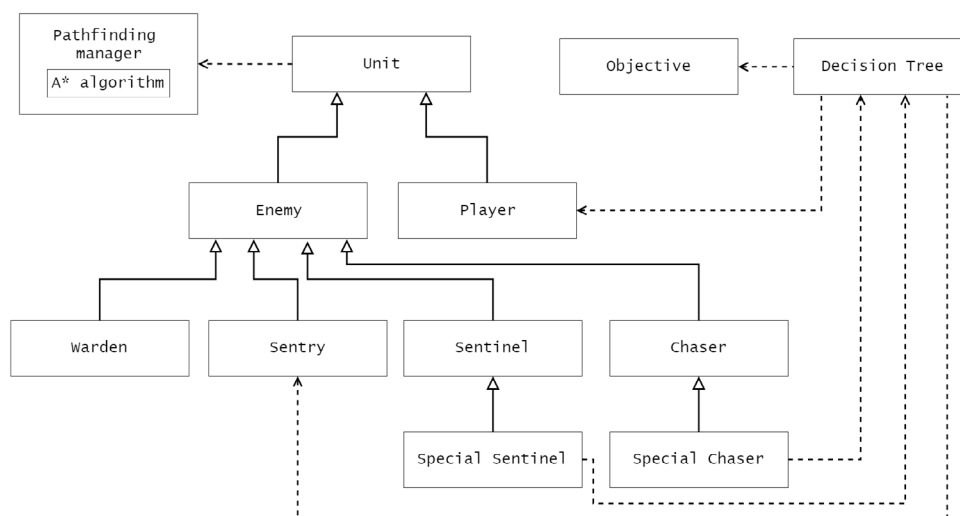 Pathfinding
manager
A* algorithm
Unit
Objective
Decision Tree
Enemy
Player
Warden
Sentry
Sentinel
Chaser
Special Sentinel
Special Chaser